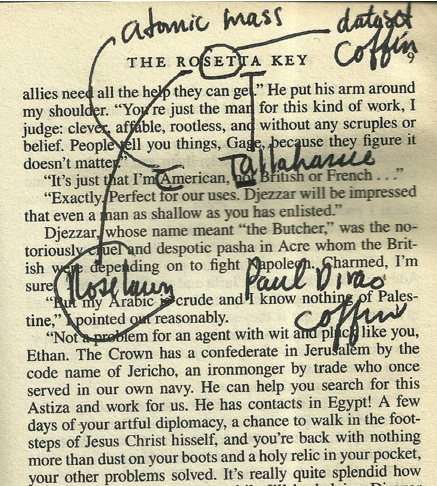 atomic mass
dataset
coffin
THE ROSETTA KEY
9
allies need all the help they can get." He put his arm around
my shoulder. "You're just the man for this kind of work, I
judge: clever, affable, rootless, and without any scruples or
belief. People tell you things, Gage, because they figure it
doesn't matter."
Tallahassee
"It's just that I'm American, not British or French . . ."
"Exactly. Perfect for our uses. Djezzar will be impressed
that even a man as shallow as you has enlisted."
Djezzar, whose name meant "the Butcher," was the no-
toriously cruel and despotic pasha in Acre whom the Brit-
ish were depending on to fight Napoleon. Charmed, I'm
sure.
Paul Dirac
coffin
"But my Arabic is crude and I know nothing of Pales-
tine," I pointed out reasonably.
"Not a problem for an agent with wit and pluck like you,
Ethan. The Crown has a confederate in Jerusalem by the
code name of Jericho, an ironmonger by trade who once
served in our own navy. He can help you search for this
Astiza and work for us. He has contacts in Egypt! A few
days of your artful diplomacy, a chance to walk in the foot-
steps of Jesus Christ hisself, and you're back with nothing
more than dust on your boots and a holy relic in your pocket,
your other problems solved. It's really quite splendid how